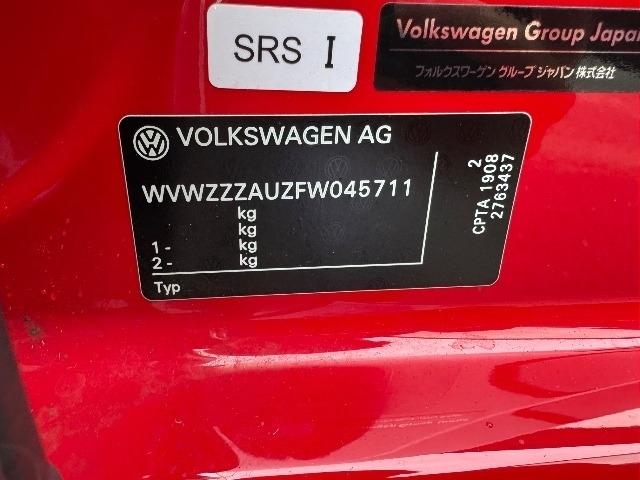 SRS I
Volkswagen Group Japan
フォルクスワーゲン グループ ジャパン 株式会社
VOLKSWAGEN AG
WVWZZZAUZFW045711
kg
kg
1 - kg
2 - kg
Typ
2
CPTA 1908
2763437